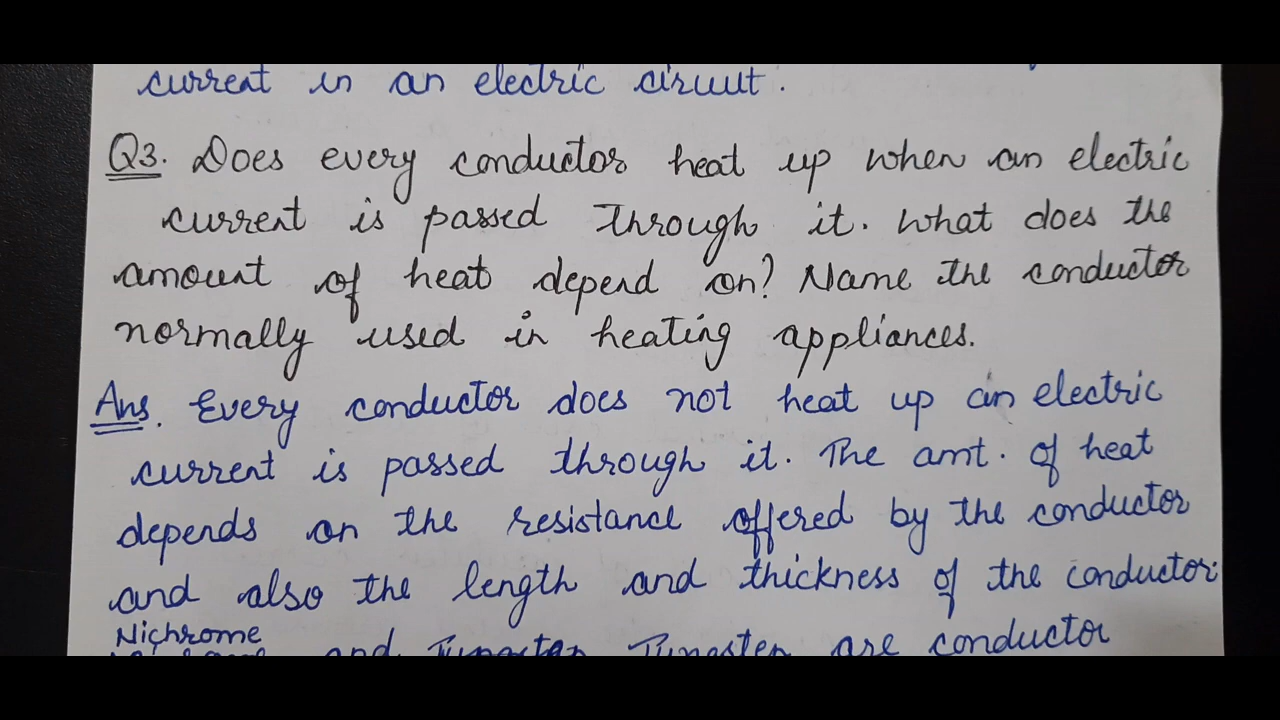 current in an electric circuit.
Q3. Does every conductor heat up when an electric
current is passed through it. What does the
amount of heat depend on? Name the conductor
normally used in heating appliances.
Ans. Every conductor does not heat up an electric
current is passed through it. The amt. of heat
depends on the resistance offered by the conductor
and also the length and thickness of the conductor.
Nichrome
and Tungsten Tungsten are conductor